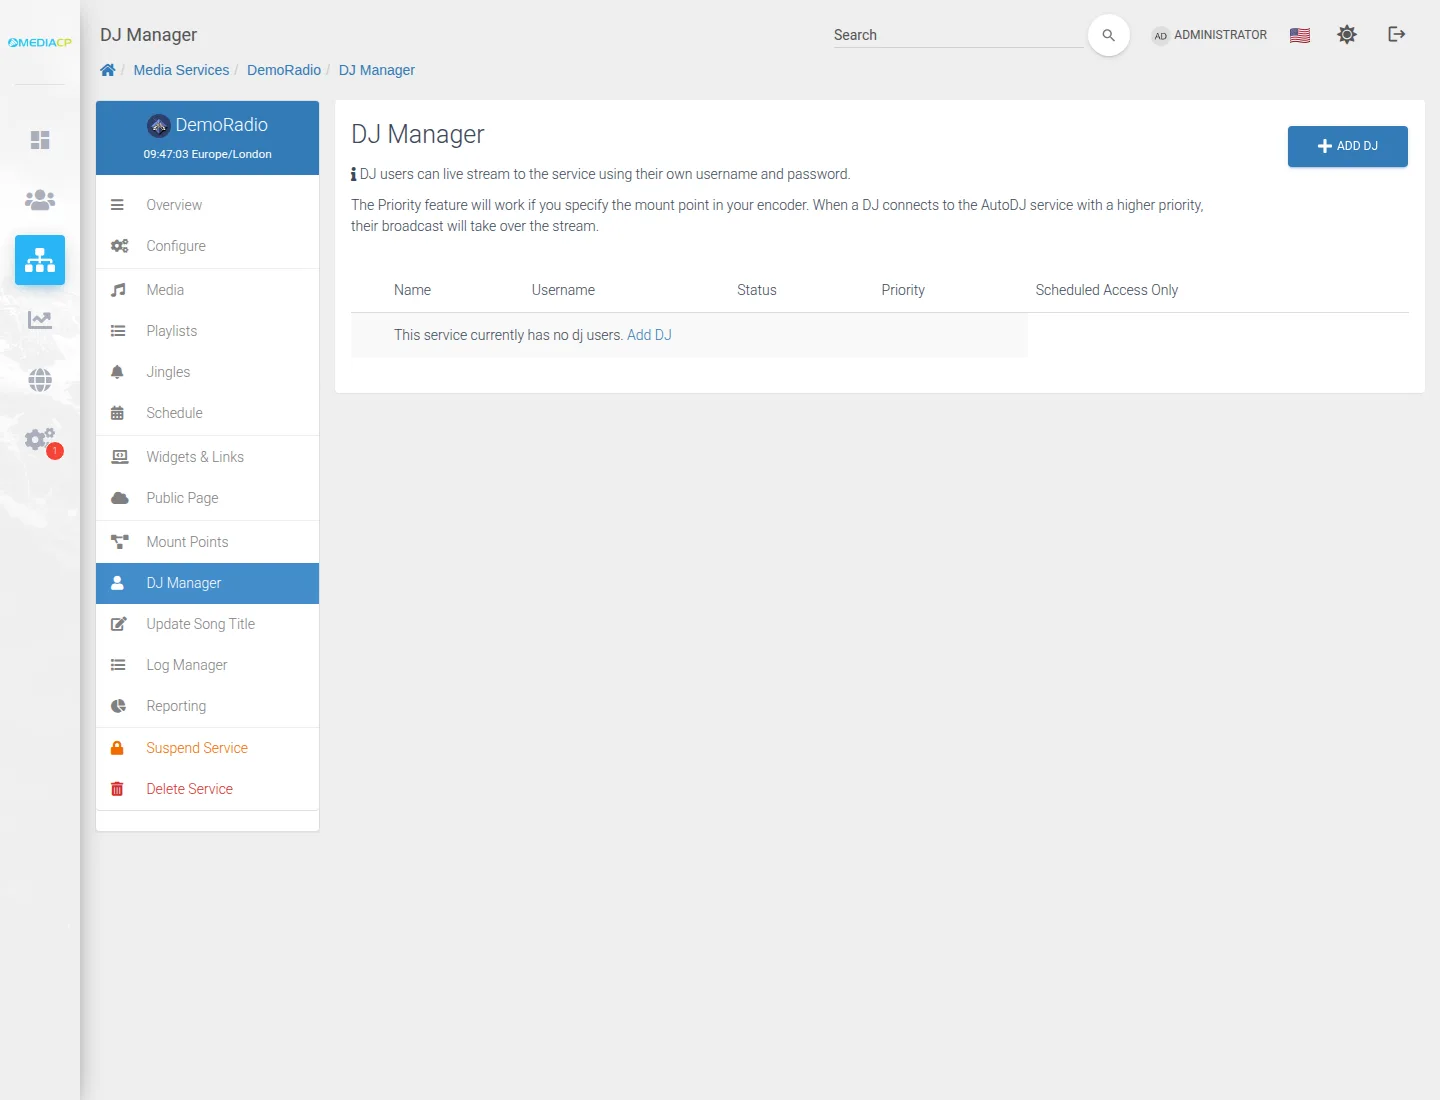 MEDIACP
DJ Manager
Search
AD ADMINISTRATOR
/ Media Services / DemoRadio / DJ Manager
DemoRadio
09:47:03 Europe/London
Overview
Configure
Media
Playlists
Jingles
Schedule
Widgets & Links
Public Page
Mount Points
DJ Manager
Update Song Title
Log Manager
Reporting
Suspend Service
Delete Service
1
DJ Manager
ADD DJ
DJ users can live stream to the service using their own username and password.
The Priority feature will work if you specify the mount point in your encoder. When a DJ connects to the AutoDJ service with a higher priority,
their broadcast will take over the stream.
Name Username Status Priority Scheduled Access Only
This service currently has no dj users. Add DJ